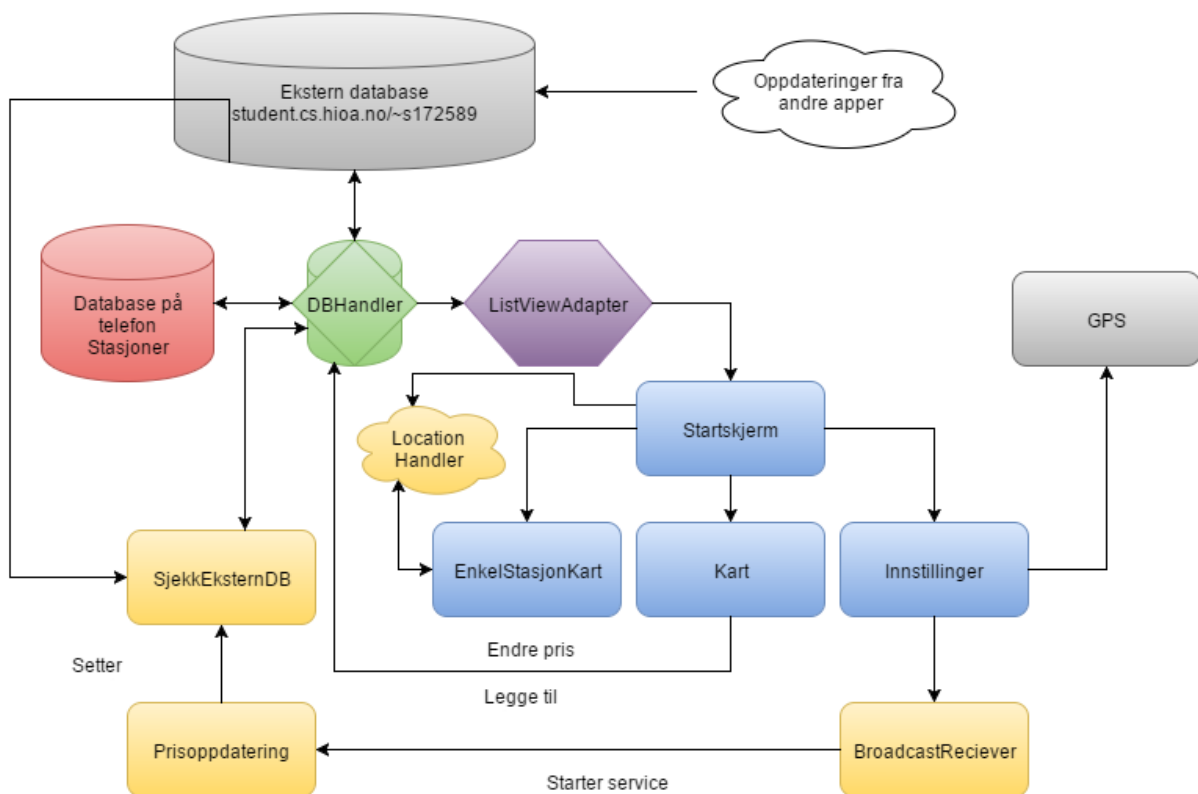 Ekstern database
student.cs.hioa.no/~s172589
Oppdateringer fra
andre apper
Database på
telefon
Stasjoner
DBHandler
ListViewAdapter
GPS
Startskjerm
Location
Handler
SjekkEksternDB
EnkelStasjonKart
Kart
Innstillinger
Endre pris
Setter
Legge til
Prisoppdatering
BroadcastReciever
Starter service